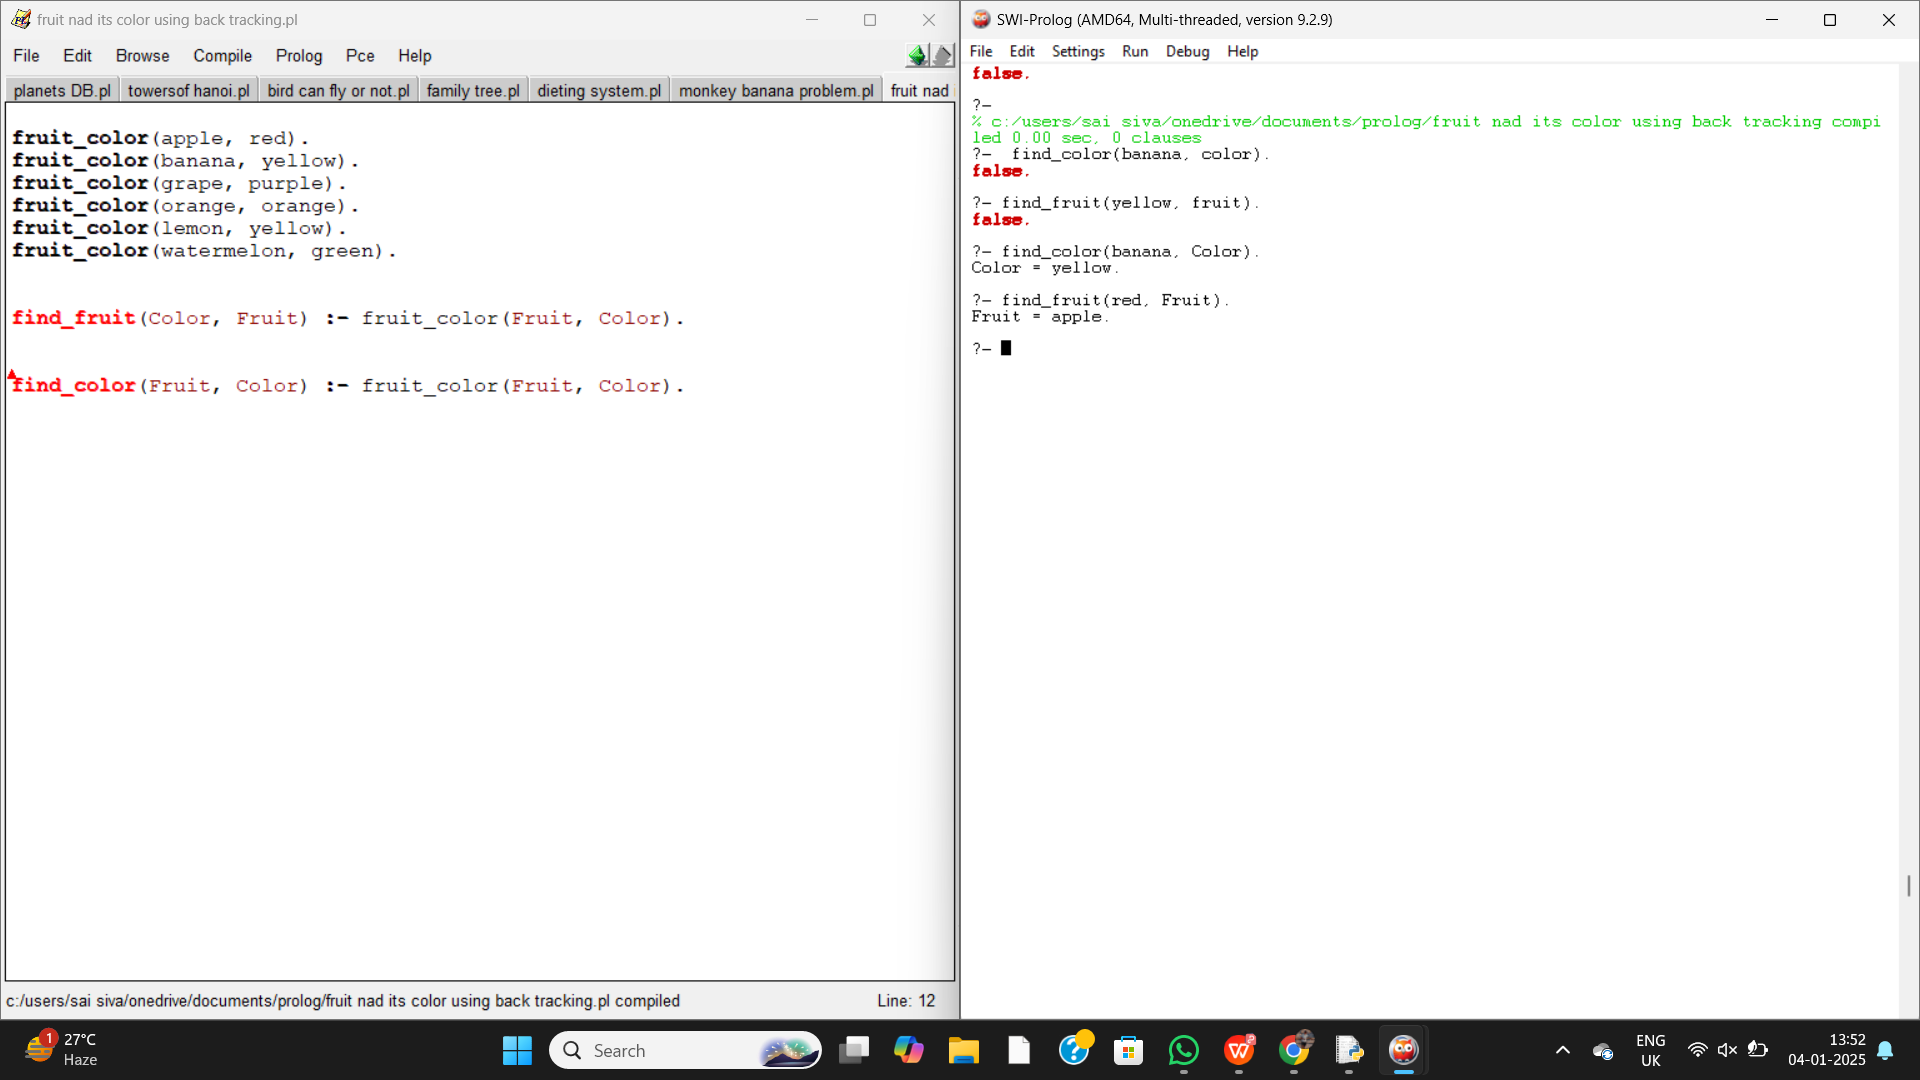 fruit nad its color using back tracking.pl
File Edit Browse Compile Prolog Pce Help
planets DB.pl towersof hanoi.pl bird can fly or not.pl family tree.pl dieting system.pl monkey banana problem.pl fruit nad
fruit_color(apple, red).
fruit_color(banana, yellow).
fruit_color(grape, purple).
fruit_color(orange, orange).
fruit_color(lemon, yellow).
fruit_color(watermelon, green).
find_fruit(Color, Fruit) :- fruit_color(Fruit, Color).
find_color(Fruit, Color) :- fruit_color(Fruit, Color).
c:/users/sai siva/onedrive/documents/prolog/fruit nad its color using back tracking.pl compiled Line: 12
SWI-Prolog (AMD64, Multi-threaded, version 9.2.9)
File Edit Settings Run Debug Help
false.
?-
% c:/users/sai siva/onedrive/documents/prolog/fruit nad its color using back tracking compi
led 0.00 sec, 0 clauses
?-  find_color(banana, color).
false.
?- find_fruit(yellow, fruit).
false.
?- find_color(banana, Color).
Color = yellow.
?- find_fruit(red, Fruit).
Fruit = apple.
?-
1
27°C
Haze
Search
ENG
UK
13:52
04-01-2025